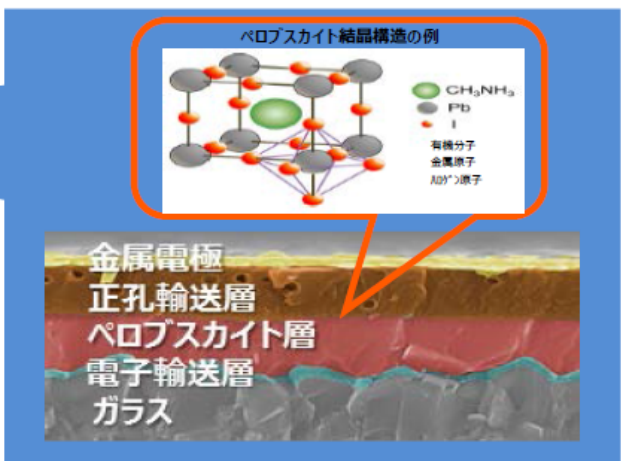 ペロブスカイト結晶構造の例
CH₃NH₃
Pb
I
有機分子
金属原子
ハロゲン原子
金属電極
正孔輸送層
ペロブスカイト層
電子輸送層
ガラス